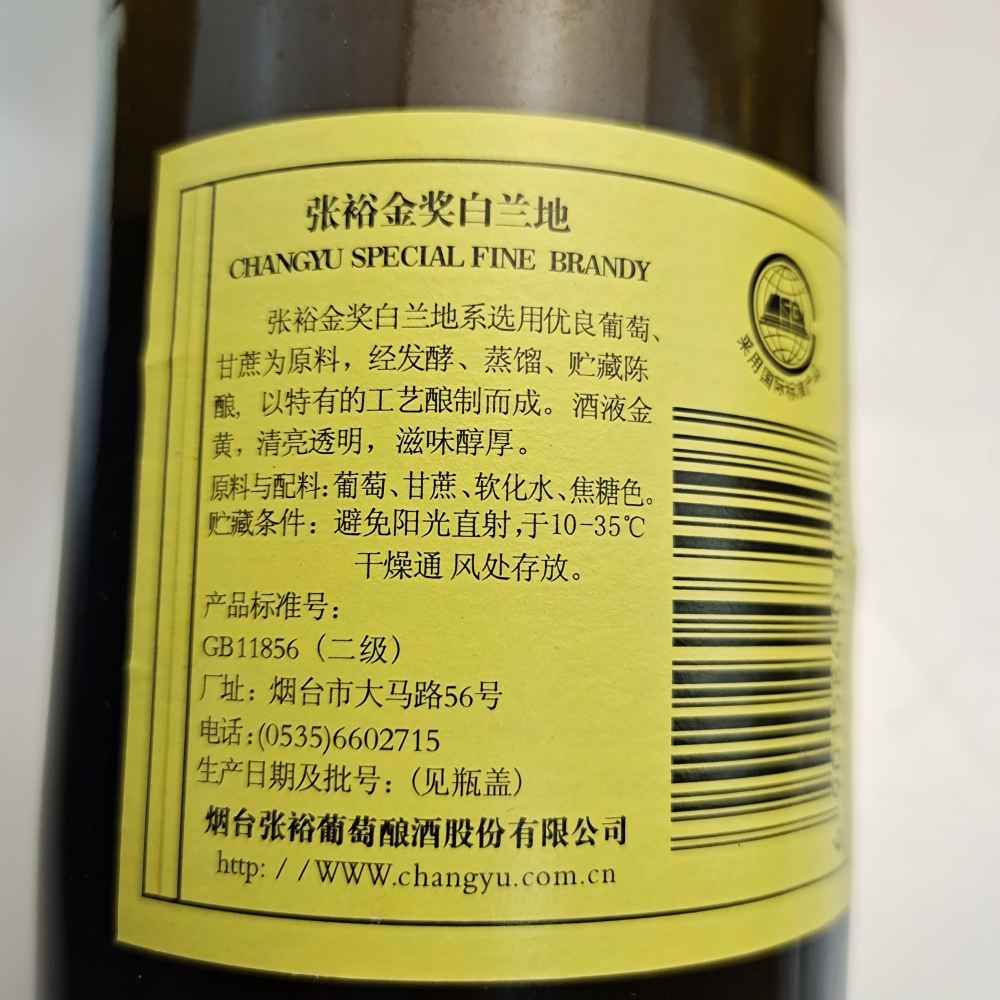 张裕金奖白兰地
CHANGYU SPECIAL FINE BRANDY
张裕金奖白兰地系选用优良葡萄、
甘蔗为原料，经发酵、蒸馏、贮藏陈
酿，以特有的工艺酿制而成。酒液金
黄，清亮透明，滋味醇厚。
原料与配料:葡萄、甘蔗、软化水、焦糖色。
贮藏条件：避免阳光直射,于10-35℃
干燥通 风处存放。
产品标准号：
GB11856（二级）
厂址：烟台市大马路56号
电话:(0535)6602715
生产日期及批号：(见瓶盖)
烟台张裕葡萄酿酒股份有限公司
http://WWW.changyu.com.cn
采用国际标准产品